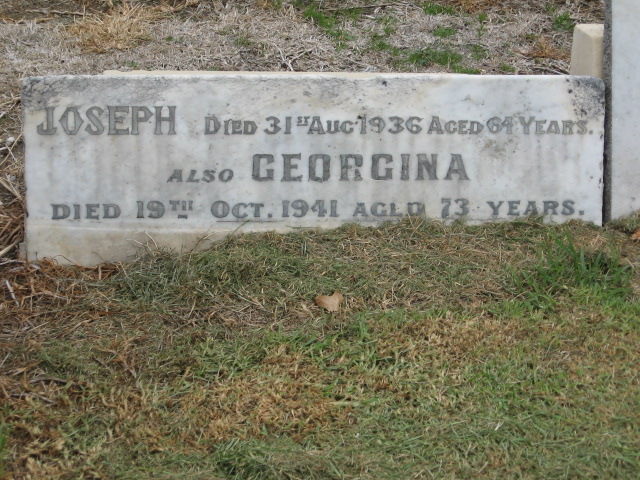 JOSEPH DIED 31ST AUG 1936 AGED 64 YEARS.
ALSO GEORGINA
DIED 19TH OCT. 1941 AGED 73 YEARS.